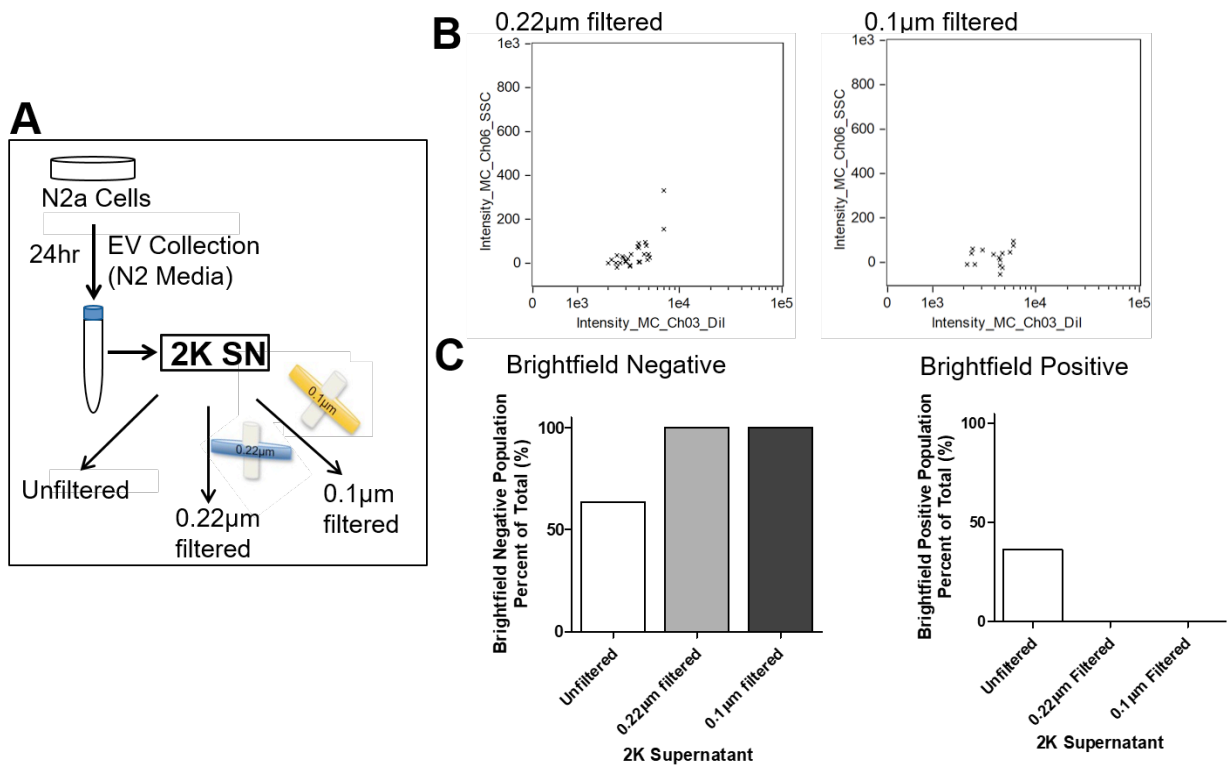 A
N2a Cells
24hr
EV Collection
(N2 Media)
2K SN
0.1µm
0.22µm
Unfiltered
0.22µm
filtered
0.1µm
filtered
B
0.22µm filtered
1e3
800
600
400
200
0
Intensity_MC_Ch06_SSC
0
1e3
1e4
1e5
Intensity_MC_Ch03_DiI
0.1µm filtered
1e3
800
600
400
200
0
Intensity_MC_Ch06_SSC
0
1e3
1e4
1e5
Intensity_MC_Ch03_DiI
C
Brightfield Negative
Brightfield Negative Population
Percent of Total (%)
100
50
0
Unfiltered
0.22µm filtered
0.1µm filtered
2K Supernatant
Brightfield Positive
Brightfield Positive Population
Percent of Total (%)
100
50
0
Unfiltered
0.22µm Filtered
0.1µm Filtered
2K Supernatant